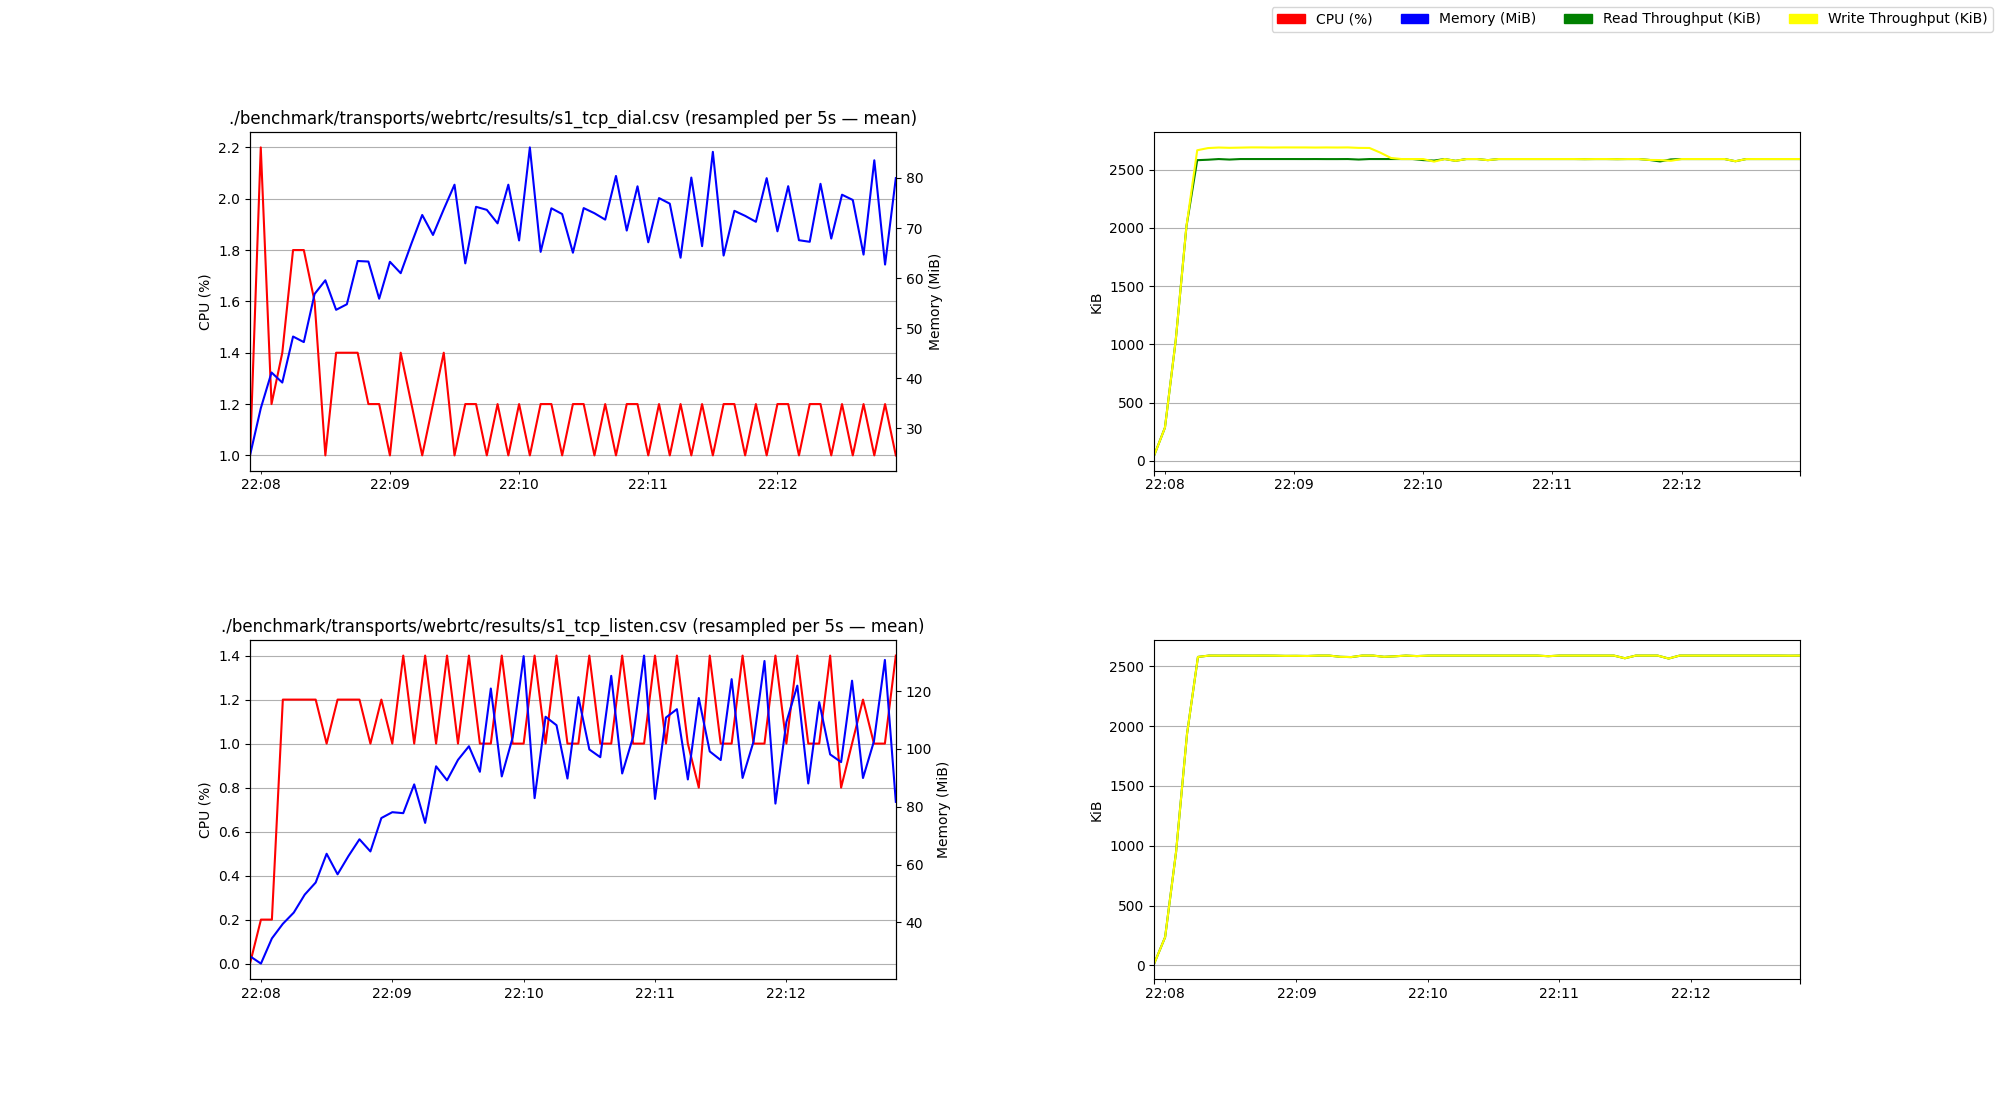 CPU (%) Memory (MiB) Read Throughput (KiB) Write Throughput (KiB)
./benchmark/transports/webrtc/results/s1_tcp_dial.csv (resampled per 5s — mean)
CPU (%)
2.2
2.0
1.8
1.6
1.4
1.2
1.0
22:08 22:09 22:10 22:11 22:12
80
70
60
50
40
30
Memory (MiB)
KiB
2500
2000
1500
1000
500
0
22:08 22:09 22:10 22:11 22:12
./benchmark/transports/webrtc/results/s1_tcp_listen.csv (resampled per 5s — mean)
CPU (%)
1.4
1.2
1.0
0.8
0.6
0.4
0.2
0.0
22:08 22:09 22:10 22:11 22:12
120
100
80
60
40
Memory (MiB)
KiB
2500
2000
1500
1000
500
0
22:08 22:09 22:10 22:11 22:12